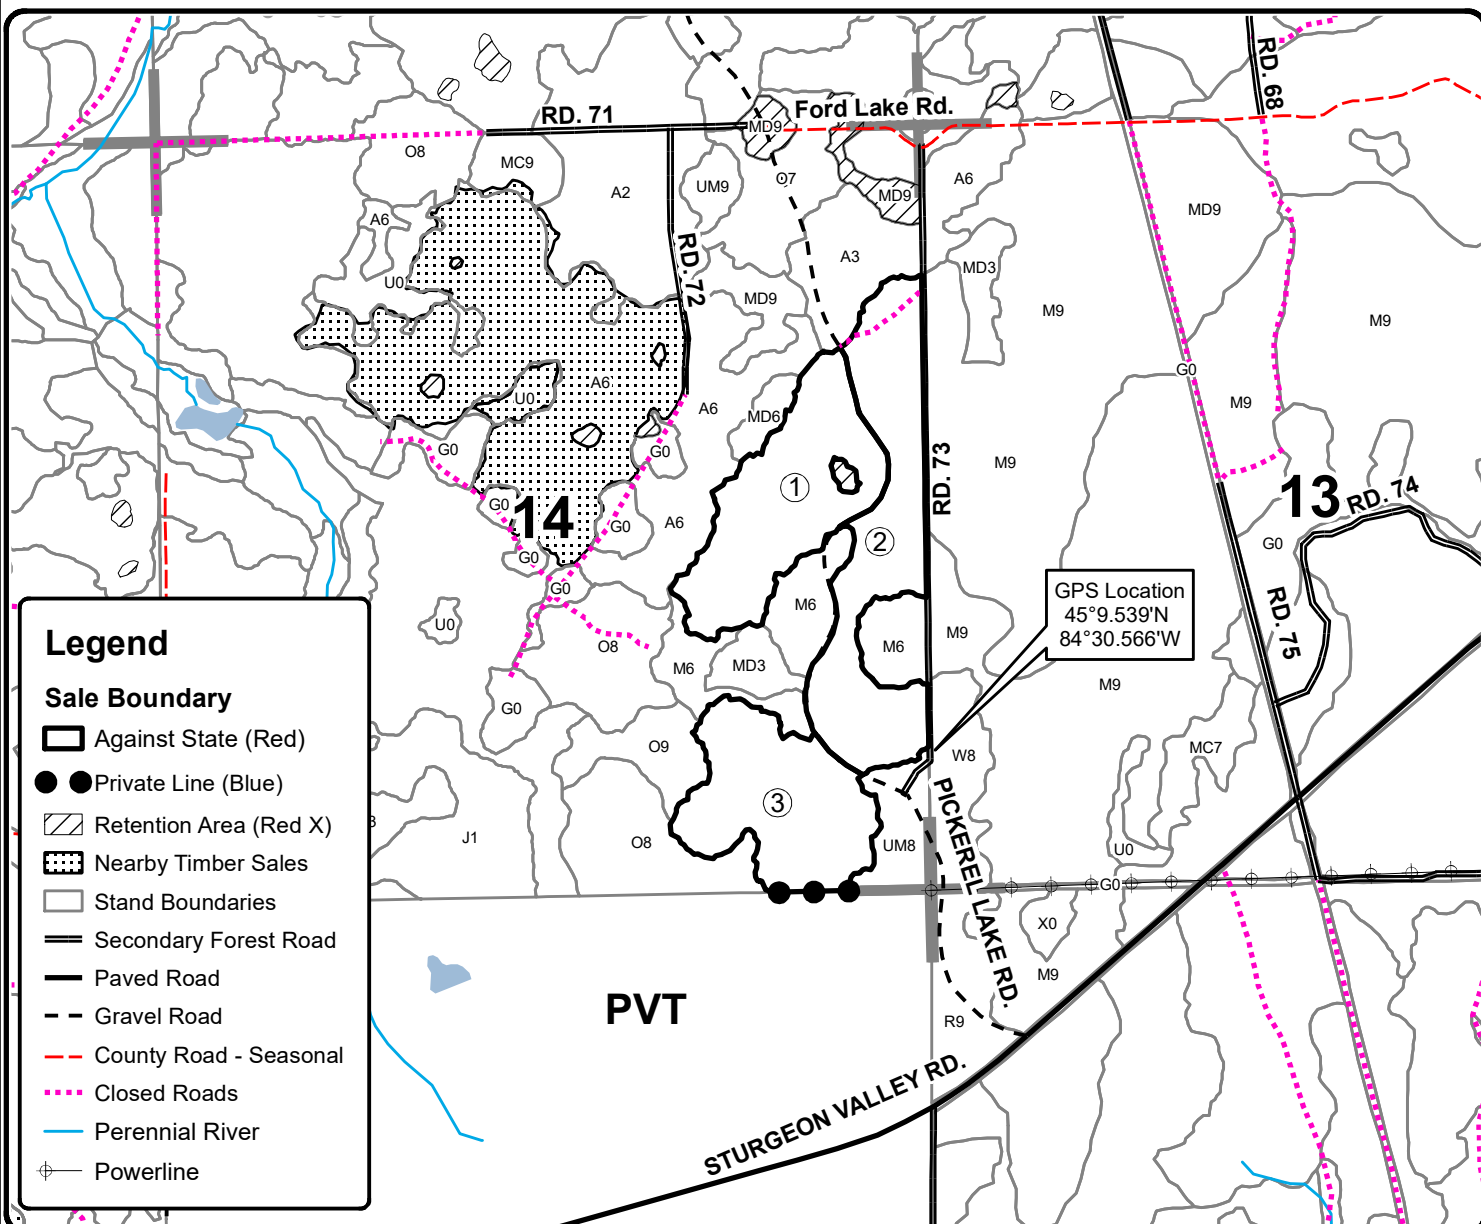 RD. 68
RD. 71
Ford Lake Rd.
MD9
O8
MC9
A2
UM9
O7
MD9
A6
MD9
A6
RD. 72
A3
MD3
U0
MD9
M9
M9
G0
A6
U0
A6
MD6
M9
G0
G0
M9
RD. 73
1
13
RD. 74
G0
14
G0
A6
2
G0
G0
G0
GPS Location
45°9.539'N
84°30.566'W
M6
RD. 75
U0
O8
M6
MD3
M6
M9
M9
G0
O9
W8
MC7
3
PICKEREL LAKE RD.
J1
O8
UM8
U0
G0
X0
M9
PVT
R9
STURGEON VALLEY RD.
Legend
Sale Boundary
Against State (Red)
Private Line (Blue)
Retention Area (Red X)
Nearby Timber Sales
Stand Boundaries
Secondary Forest Road
Paved Road
Gravel Road
County Road - Seasonal
Closed Roads
Perennial River
Powerline